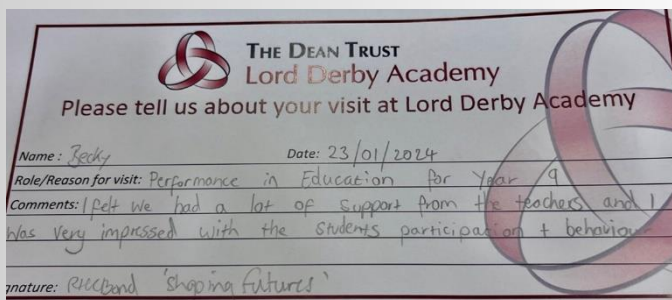 THE DEAN TRUST
Lord Derby Academy
Please tell us about your visit at Lord Derby Academy
Name: Becky Date: 23/01/2024
Role/Reason for visit: Performance in Education for Year 9
Comments: I felt we had a lot of support from the teachers and I
was very impressed with the students participation + behaviour
gnature: 'Shaping futures'